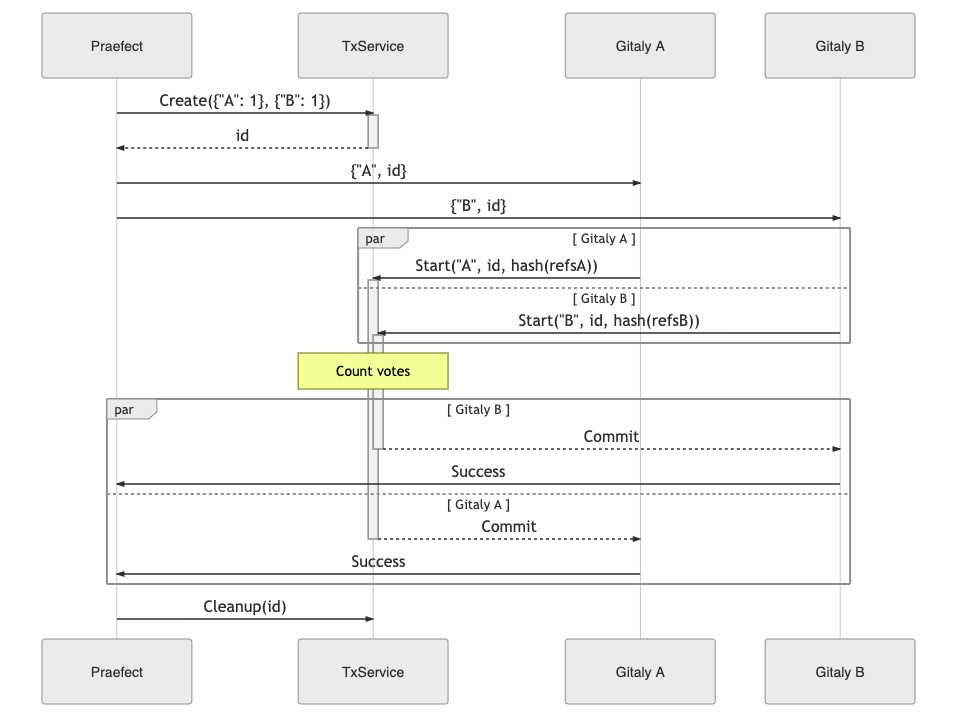 Praefect
TxService
Gitaly A
Gitaly B
Create({"A": 1}, {"B": 1})
id
{"A", id}
{"B", id}
par
[ Gitaly A ]
Start("A", id, hash(refsA))
[ Gitaly B ]
Start("B", id, hash(refsB))
Count votes
par
[ Gitaly B ]
Commit
Success
[ Gitaly A ]
Commit
Success
Cleanup(id)
Praefect
TxService
Gitaly A
Gitaly B